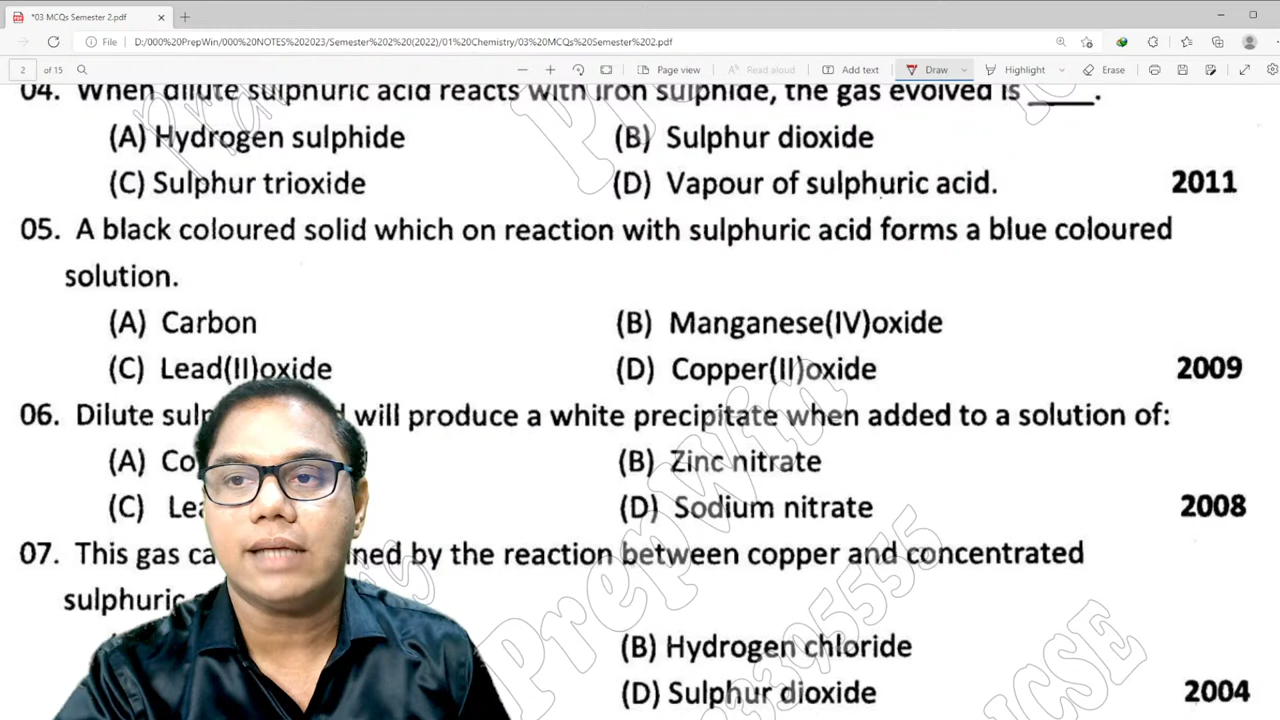 *03 MCQs Semester 2.pdf
File D:/000%20PrepWin/000%20NOTES%202023/Semester%202%20(2022)/01%20Chemistry/03%20MCQs%20Semester%202.pdf
2 of 15 Page view Read aloud Add text Draw Highlight Erase
04. When dilute sulphuric acid reacts with iron sulphide, the gas evolved is ____.
(A) Hydrogen sulphide (B) Sulphur dioxide
(C) Sulphur trioxide (D) Vapour of sulphuric acid. 2011
05. A black coloured solid which on reaction with sulphuric acid forms a blue coloured
solution.
(A) Carbon (B) Manganese(IV)oxide
(C) Lead(II)oxide (D) Copper(II)oxide 2009
06. Dilute will produce a white precipitate when added to a solution of:
(A) (B) Zinc nitrate
(C) (D) Sodium nitrate 2008
07. This gas by the reaction between copper and concentrated
sulphuric
(B) Hydrogen chloride
(D) Sulphur dioxide 2004
PrepWin